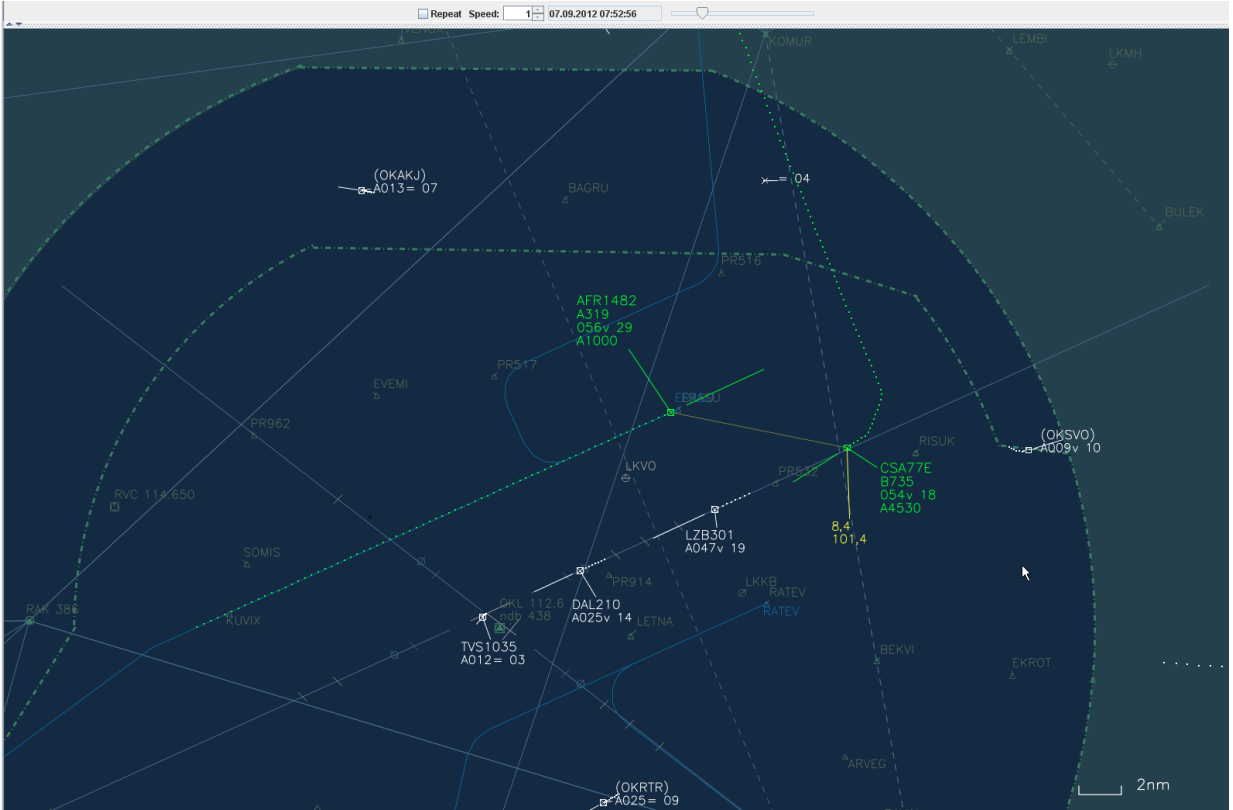 Repeat Speed: 1 07.09.2012 07:52:56
KOMUR
LEMBI
LKMH
(OKAKJ)
A013= 07
BAGRU
= 04
BULEK
PR516
AFR1482
A319
056v 29
A1000
PR517
EVEMI
PR962
RISUK
(OKSVO)
A009v 10
LKVO
PR532
CSA77E
B735
054v 18
A4530
RVC 114.650
8,4
101,4
LZB301
A047v 19
SOMIS
PR914
LKKB
RATEV
RATEV
RAK 386
KUVIX
OKL 112.6
ndb 438
DAL210
A025v 14
LETNA
TVS1035
A012= 03
BEKVI
EKROT
ARVEG
(OKRTR)
A025= 09
2nm